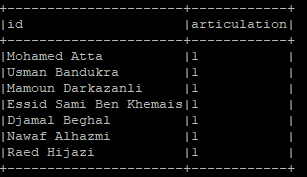 +----------------------+------------+
|id                    |articulation|
+----------------------+------------+
|Mohamed Atta          |1           |
|Usman Bandukra        |1           |
|Mamoun Darkazanli     |1           |
|Essid Sami Ben Khemais|1           |
|Djamal Beghal         |1           |
|Nawaf Alhazmi         |1           |
|Raed Hijazi           |1           |
+----------------------+------------+